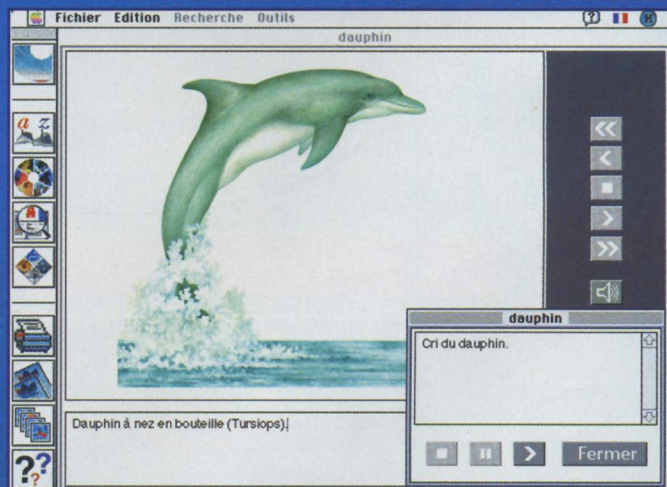 Fichier Edition Recherche Outils
dauphin
a z
Dauphin à nez en bouteille (Tursiops).
dauphin
Cri du dauphin.
Fermer
???